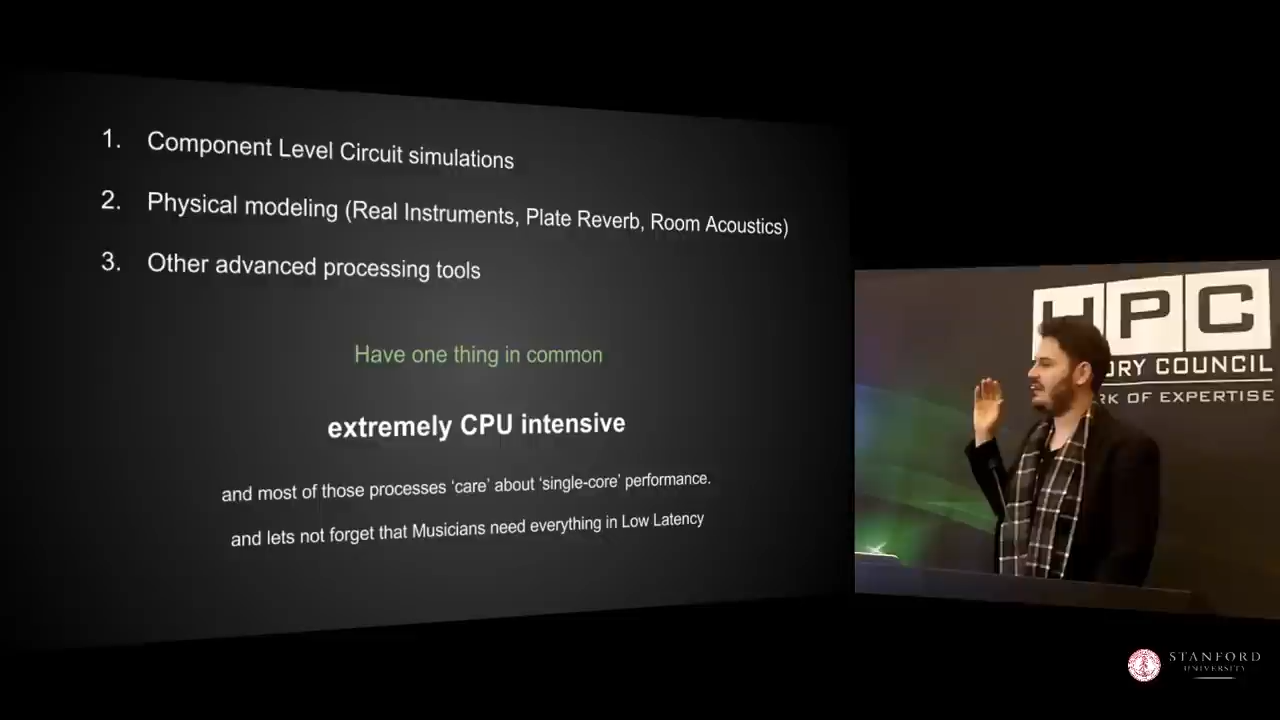 1. Component Level Circuit simulations
2. Physical modeling (Real Instruments, Plate Reverb, Room Acoustics)
3. Other advanced processing tools
Have one thing in common
extremely CPU intensive
and most of those processes ‘care’ about ‘single-core’ performance.
and lets not forget that Musicians need everything in Low Latency
HPC
COUNCIL
OF EXPERTISE
STANFORD
UNIVERSITY